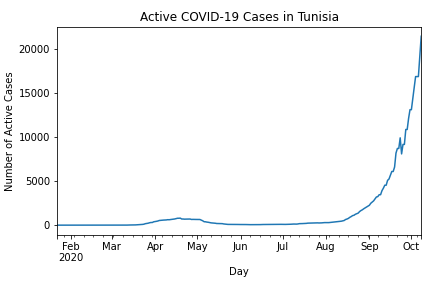 Active COVID-19 Cases in Tunisia
Number of Active Cases
20000
15000
10000
5000
0
Feb Mar Apr May Jun Jul Aug Sep Oct
2020
Day